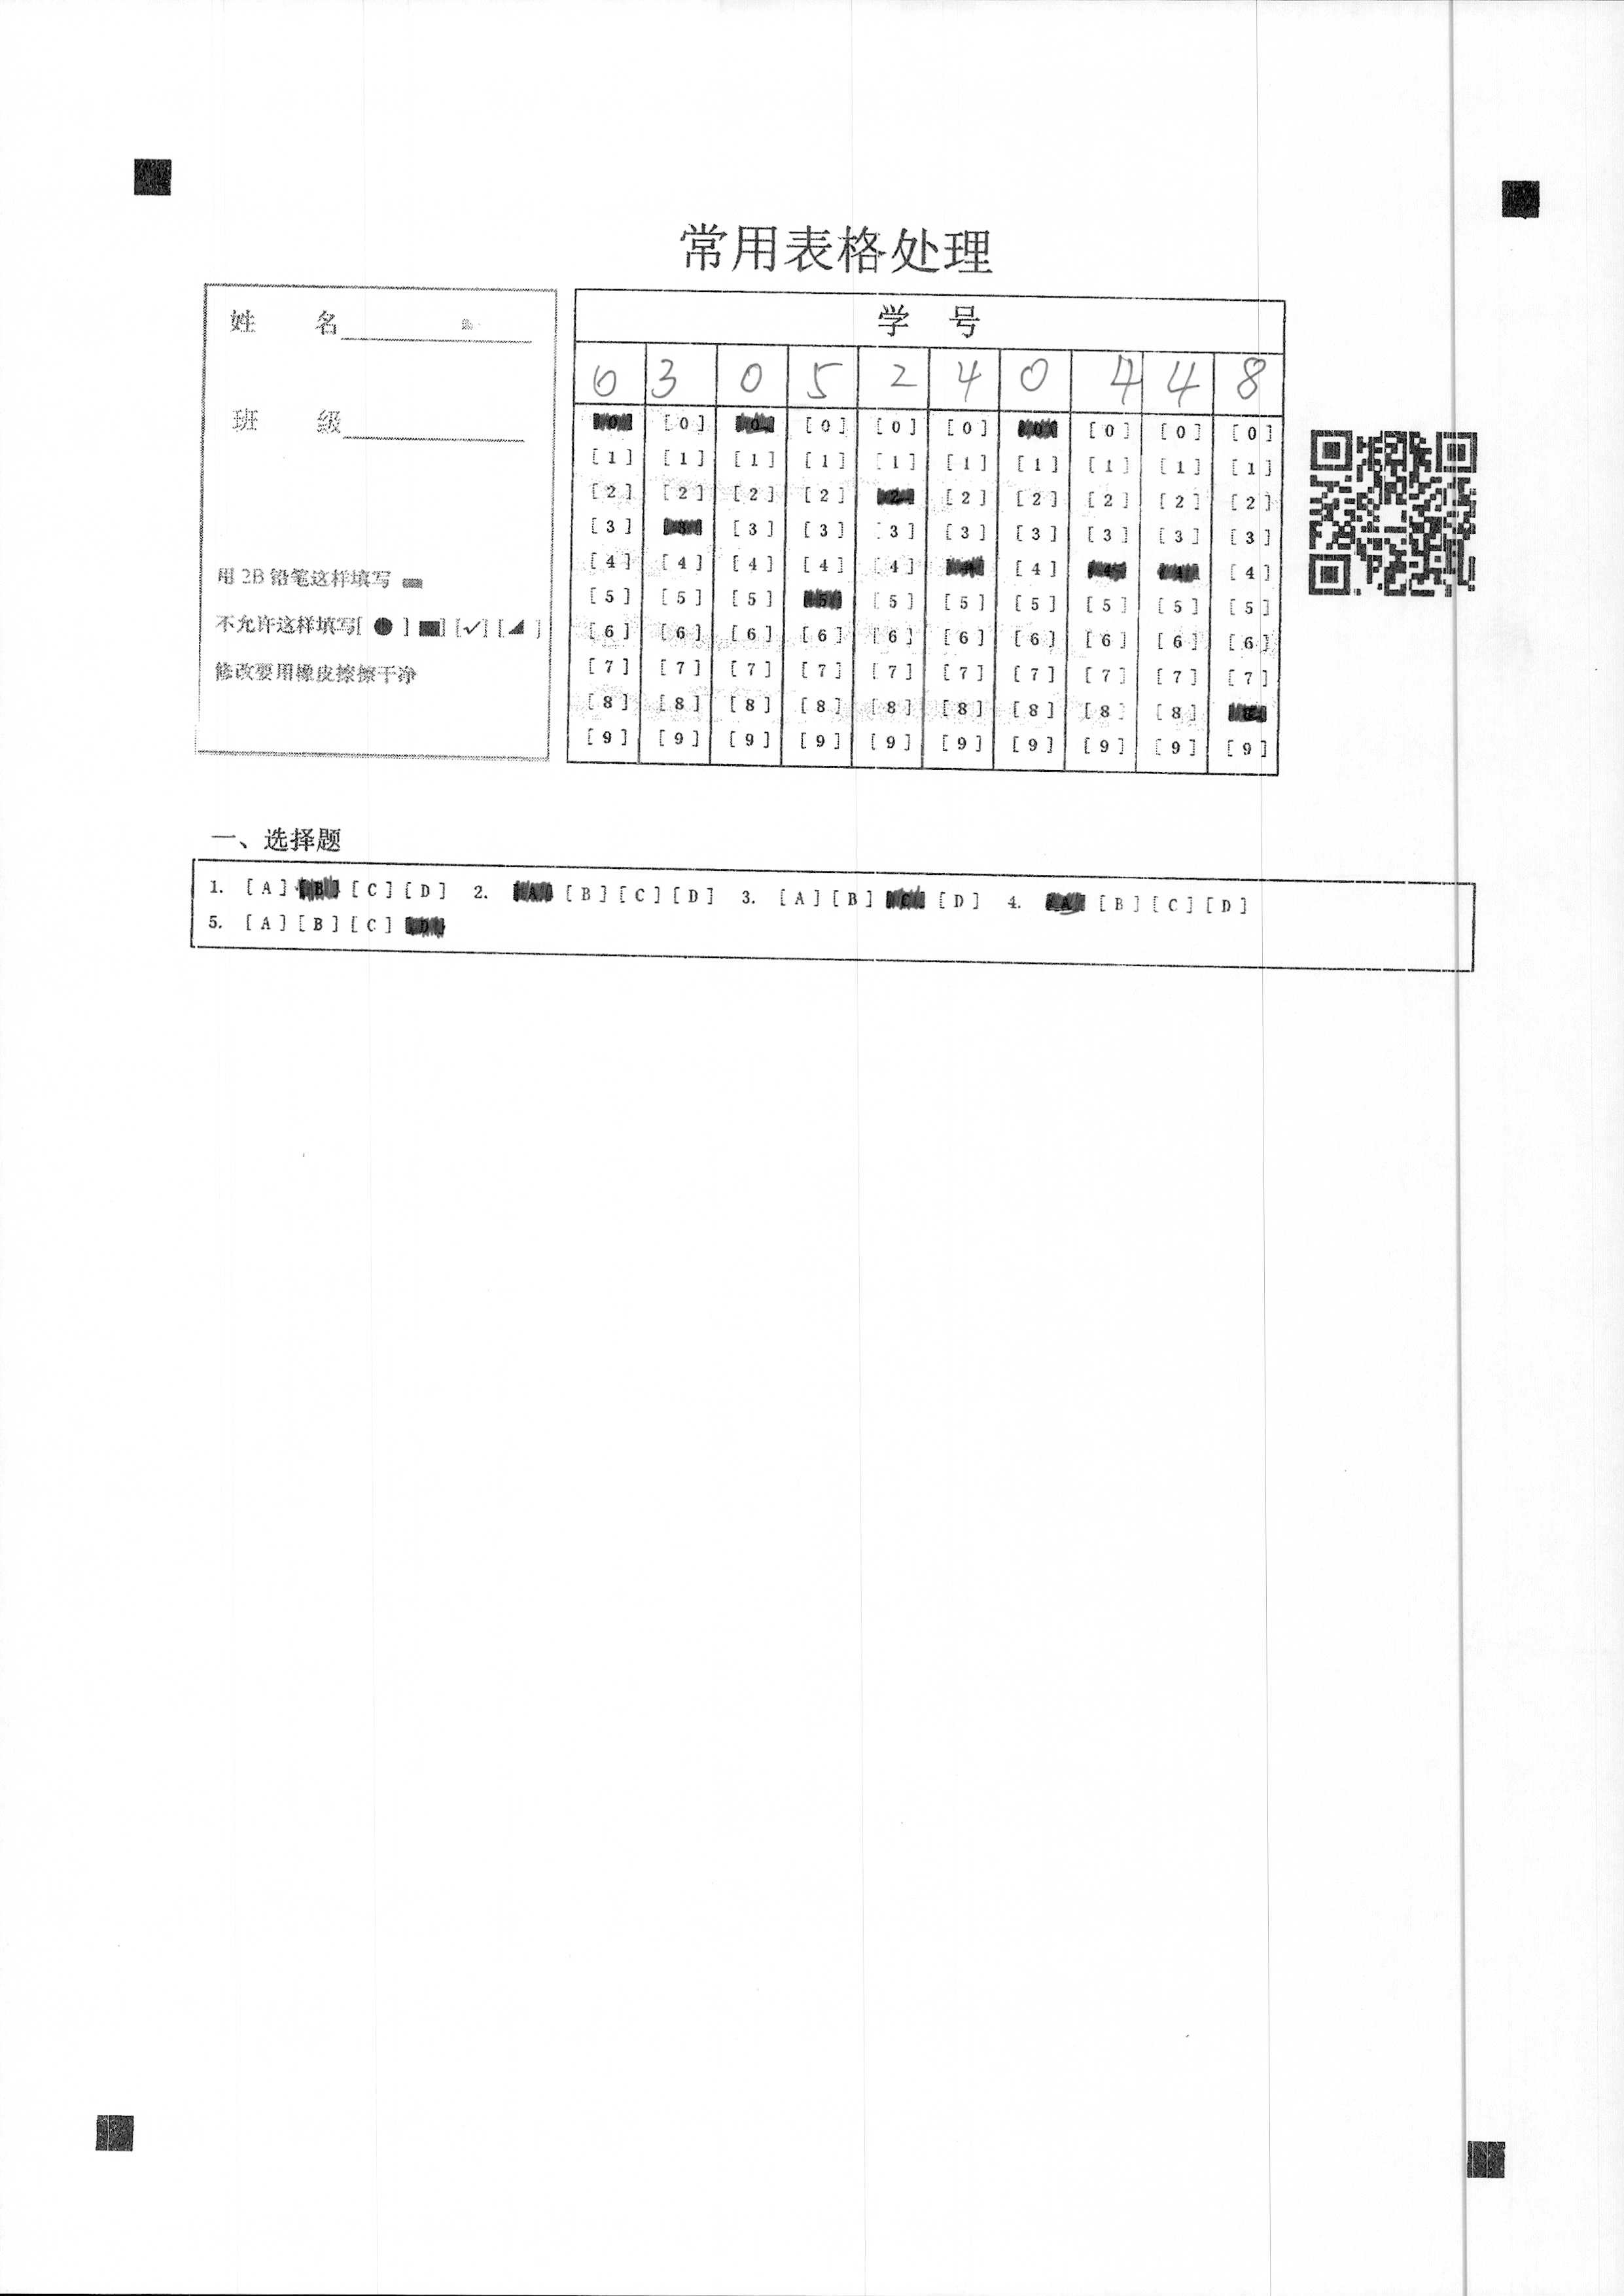 常用表格处理
姓 名
班 级
用 2B 铅笔这样填写
不允许这样填写[ ● ] ■] [✓] [◢ ]
修改要用橡皮擦擦干净
学 号
0 3 0 5 2 4 0 4 4 8
[0] [0] [0] [0] [0] [0] [0] [0] [0] [0]
[1] [1] [1] [1] [1] [1] [1] [1] [1] [1]
[2] [2] [2] [2] [2] [2] [2] [2] [2] [2]
[3] [3] [3] [3] [3] [3] [3] [3] [3] [3]
[4] [4] [4] [4] [4] [4] [4] [4] [4] [4]
[5] [5] [5] [5] [5] [5] [5] [5] [5] [5]
[6] [6] [6] [6] [6] [6] [6] [6] [6] [6]
[7] [7] [7] [7] [7] [7] [7] [7] [7] [7]
[8] [8] [8] [8] [8] [8] [8] [8] [8] [8]
[9] [9] [9] [9] [9] [9] [9] [9] [9] [9]
一、选择题
1. [A] [B] [C] [D] 2. [A] [B] [C] [D] 3. [A] [B] [C] [D] 4. [A] [B] [C] [D]
5. [A] [B] [C] [D]